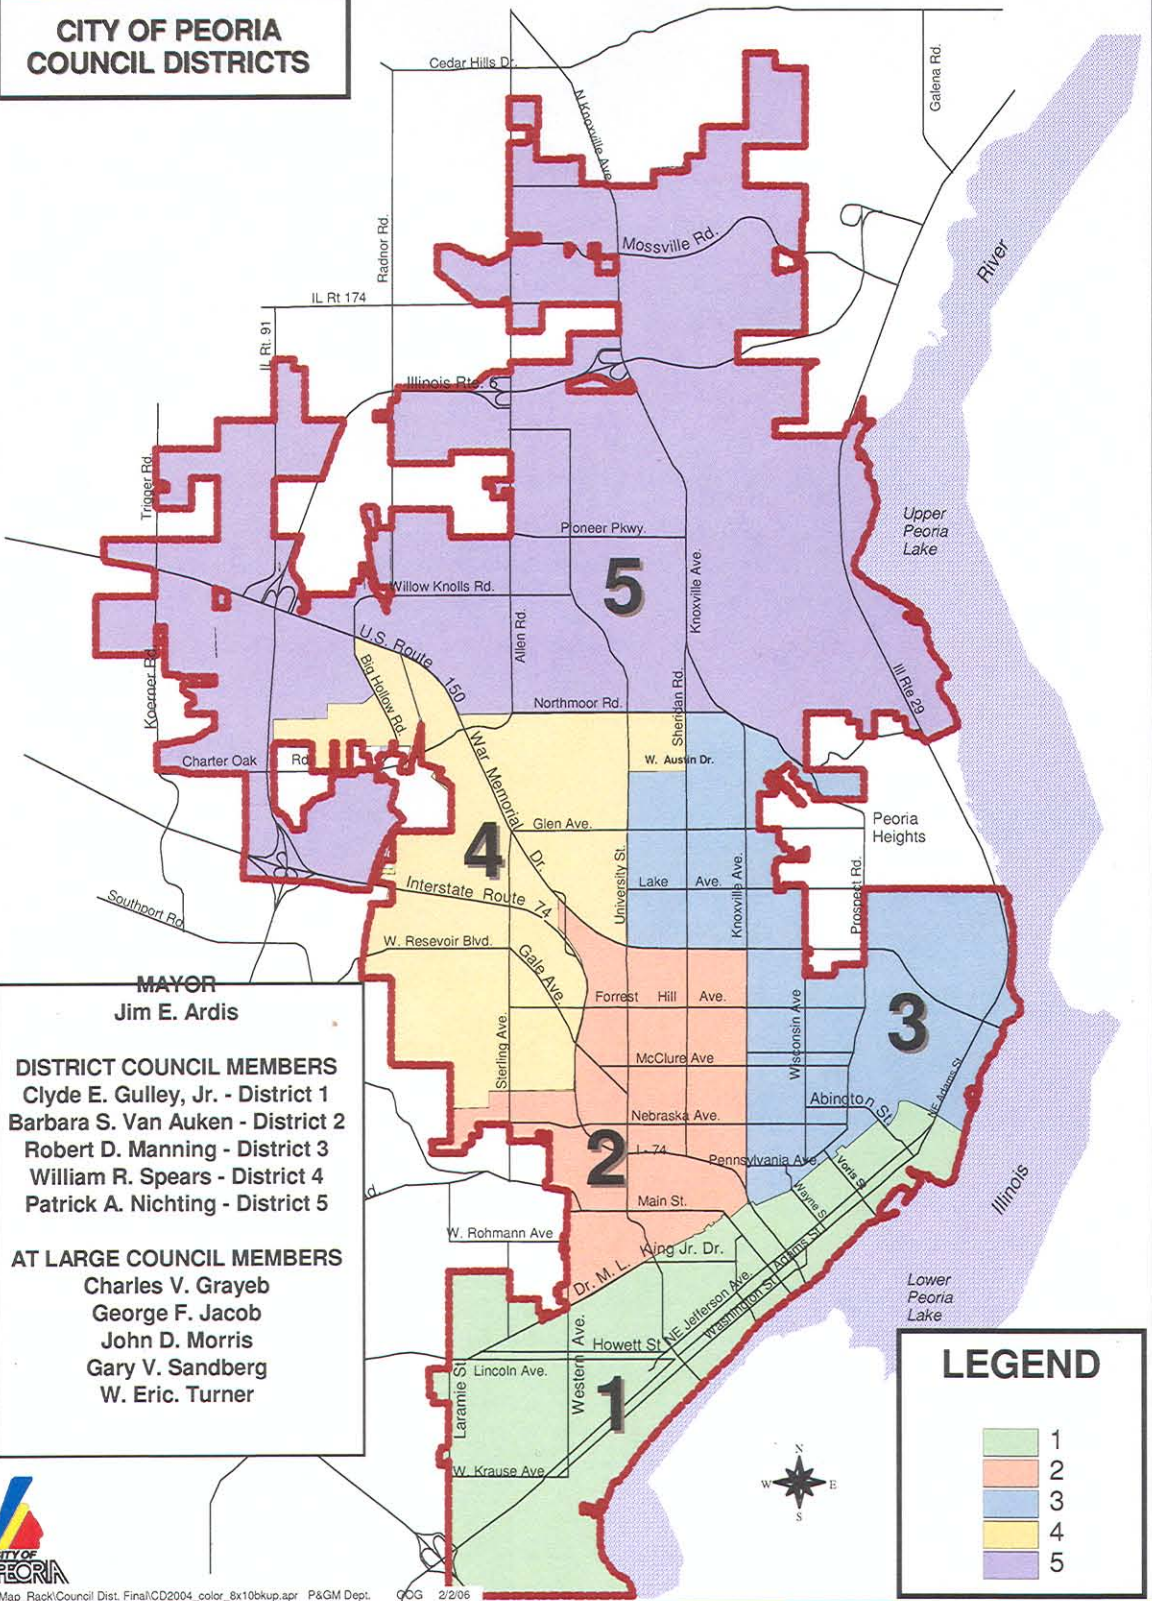 CITY OF PEORIA
COUNCIL DISTRICTS
Cedar Hills Dr.
N Knoxville Ave
Galena Rd.
Radnor Rd.
Mossville Rd.
River
IL Rt 174
IL Rt. 91
Illinois Rte. 6
Trigger Rd.
Upper
Peoria
Lake
Pioneer Pkwy.
5
Willow Knolls Rd.
Knoxville Ave.
Allen Rd.
U.S. Route 150
Big Hollow Rd.
Koerner Rd.
Northmoor Rd.
Sheridan Rd.
Ill Rte 29
War Memorial Dr.
W. Austin Dr.
Charter Oak Rd
Peoria
Heights
Glen Ave.
4
University St.
Lake Ave.
Knoxville Ave.
Prospect Rd.
Interstate Route 74
Southport Rd
W. Resevoir Blvd.
Gale Ave.
Forrest Hill Ave.
3
Wisconsin Ave
Sterling Ave.
McClure Ave
NE Adams St.
Abington St.
Nebraska Ave.
2
I - 74
Pennsylvania Ave.
Voris St
Wayne St
Illinois
Main St.
d
W. Rohmann Ave
King Jr. Dr.
Dr. M. L.
Adams St
NE Jefferson Ave.
Washington St
Lower
Peoria
Lake
Howett St
Western Ave.
Lincoln Ave.
Laramie St
1
W. Krause Ave
MAYOR
Jim E. Ardis
DISTRICT COUNCIL MEMBERS
Clyde E. Gulley, Jr. - District 1
Barbara S. Van Auken - District 2
Robert D. Manning - District 3
William R. Spears - District 4
Patrick A. Nichting - District 5
AT LARGE COUNCIL MEMBERS
Charles V. Grayeb
George F. Jacob
John D. Morris
Gary V. Sandberg
W. Eric. Turner
LEGEND
1
2
3
4
5
N
W E
S
CITY OF
PEORIA
Map_Rack\Council Dist. Final\CD2004_color_8x10bkup.apr P&GM Dept. 2/2/06